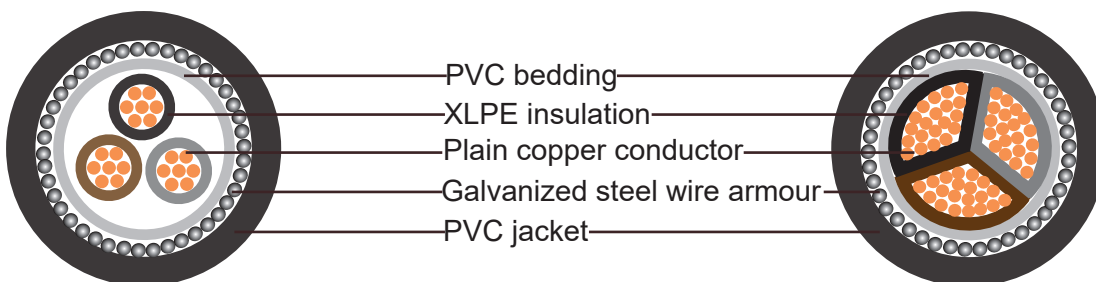 PVC bedding
XLPE insulation
Plain copper conductor
Galvanized steel wire armour
PVC jacket